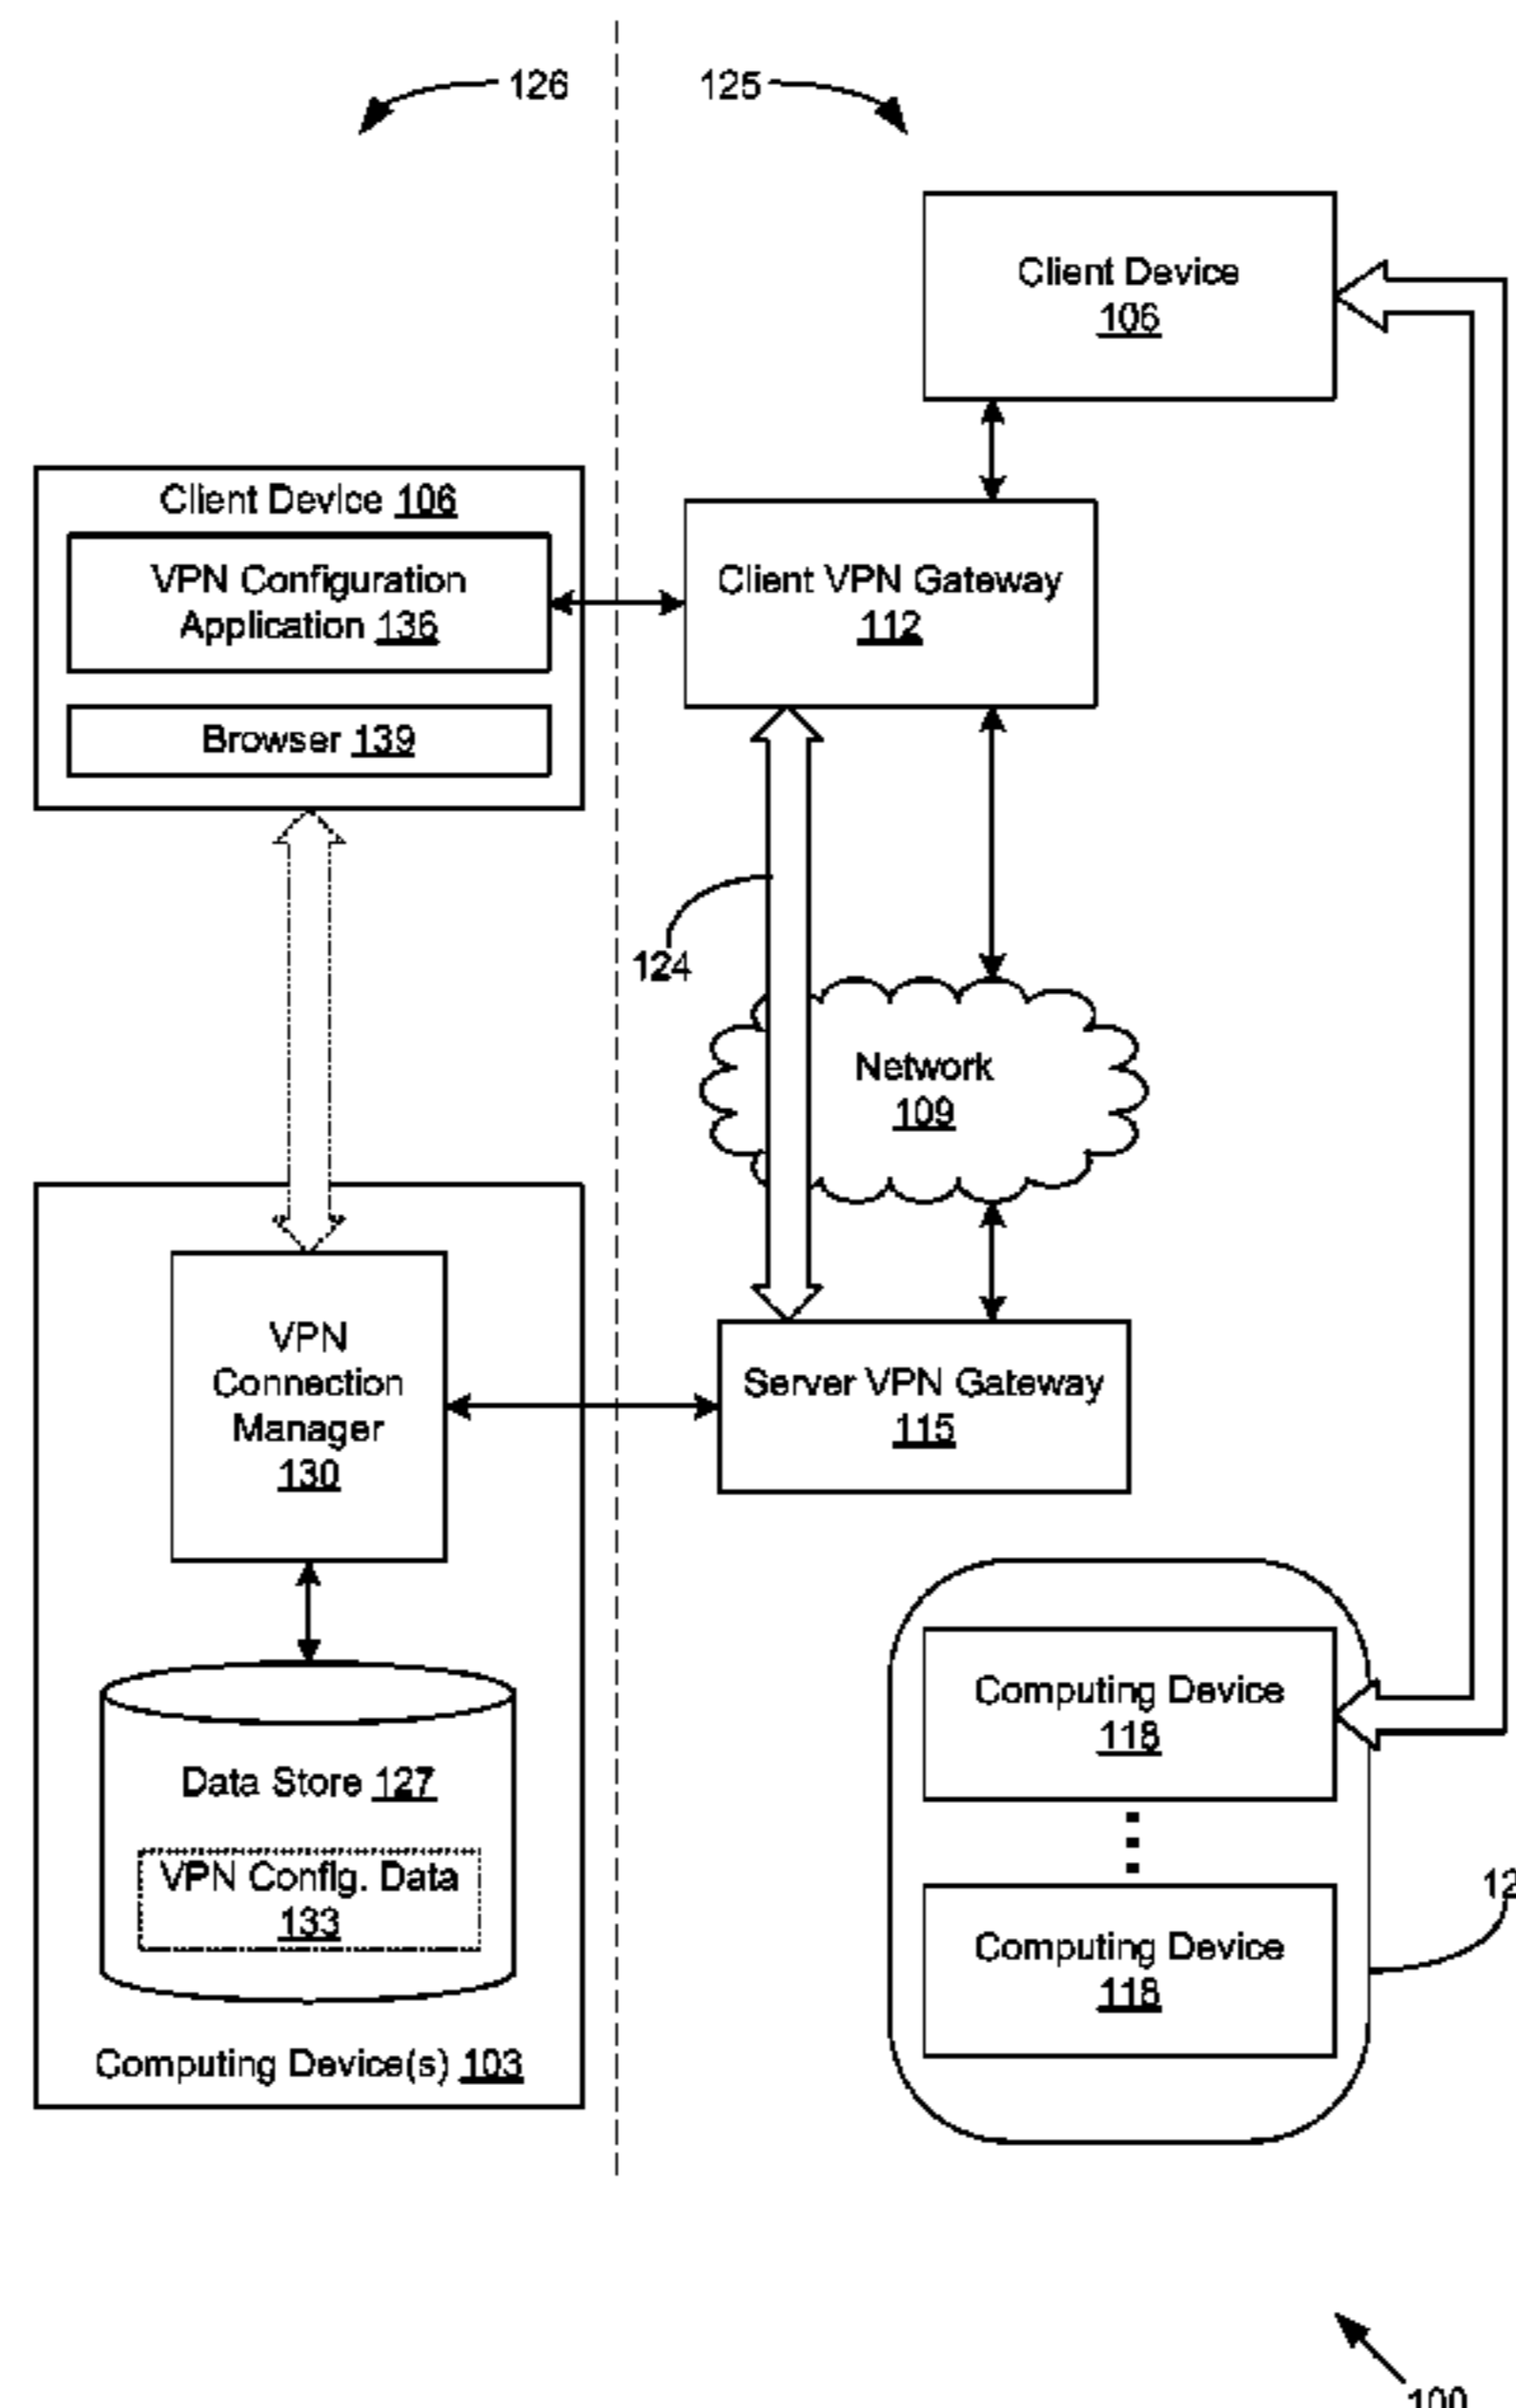 126
125
Client Device
106
Client Device 106
VPN Configuration
Application 136
Browser 139
Client VPN Gateway
112
124
Network
109
VPN
Connection
Manager
130
Server VPN Gateway
115
Data Store 127
VPN Config. Data
133
Computing Device(s) 103
Computing Device
118
Computing Device
118
100